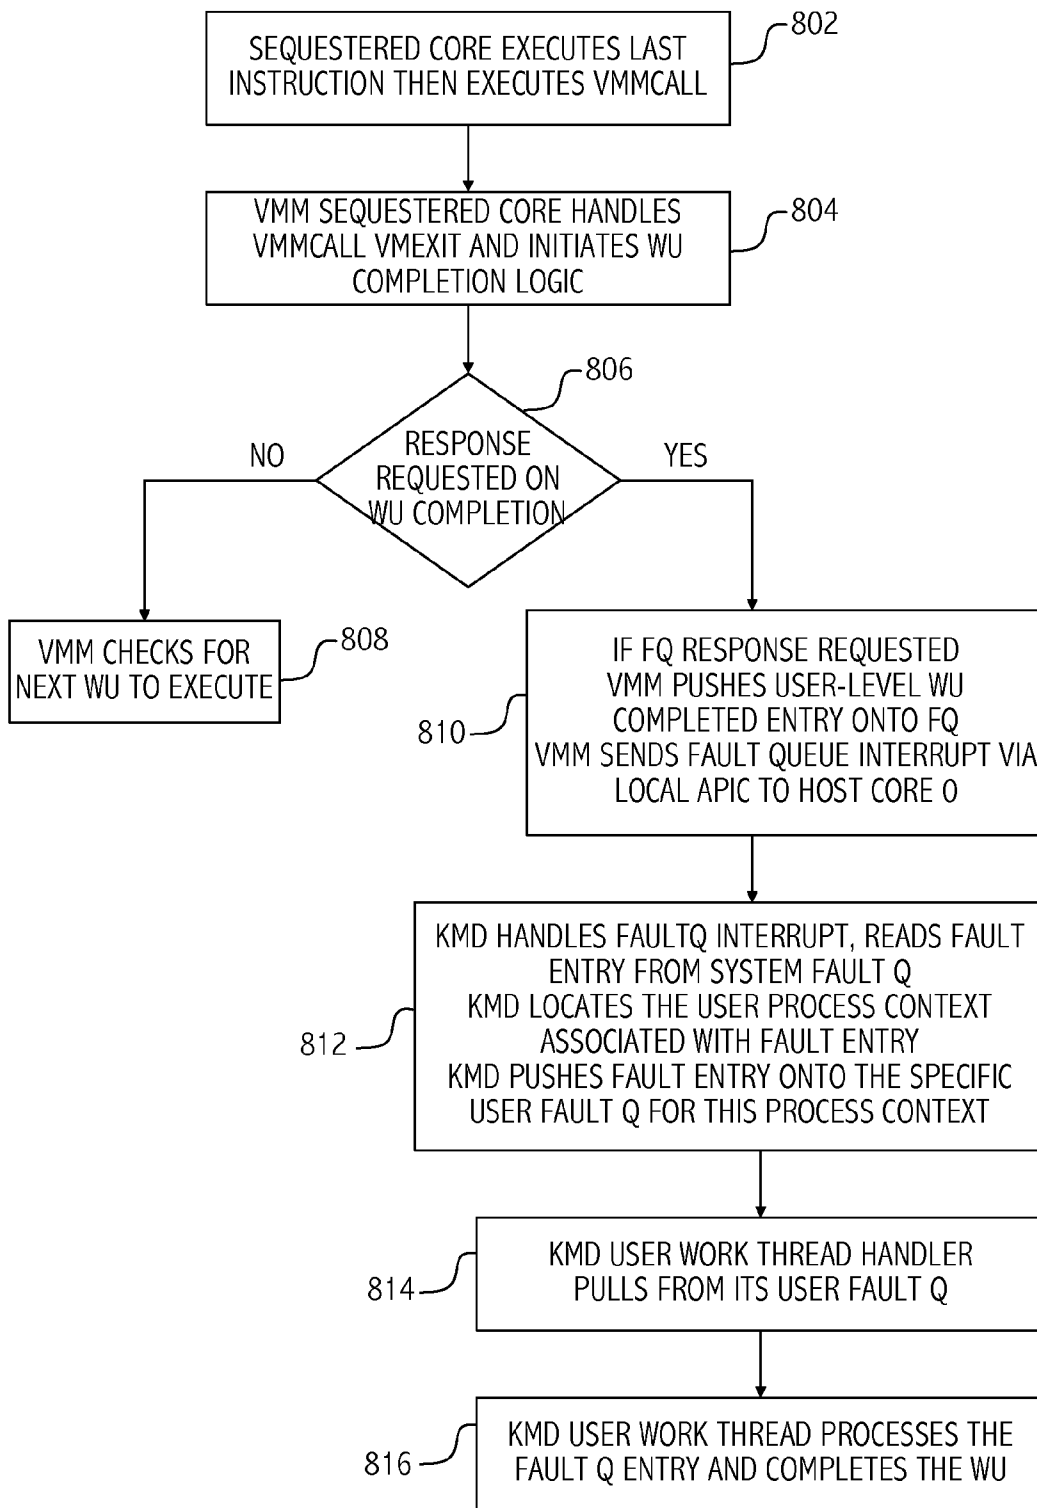 802
SEQUESTERED CORE EXECUTES LAST
INSTRUCTION THEN EXECUTES VMMCALL
804
VMM SEQUESTERED CORE HANDLES
VMMCALL VMEXIT AND INITIATES WU
COMPLETION LOGIC
806
NO
RESPONSE
REQUESTED ON
WU COMPLETION
YES
808
VMM CHECKS FOR
NEXT WU TO EXECUTE
810
IF FQ RESPONSE REQUESTED
VMM PUSHES USER-LEVEL WU
COMPLETED ENTRY ONTO FQ
VMM SENDS FAULT QUEUE INTERRUPT VIA
LOCAL APIC TO HOST CORE 0
812
KMD HANDLES FAULTQ INTERRUPT, READS FAULT
ENTRY FROM SYSTEM FAULT Q
KMD LOCATES THE USER PROCESS CONTEXT
ASSOCIATED WITH FAULT ENTRY
KMD PUSHES FAULT ENTRY ONTO THE SPECIFIC
USER FAULT Q FOR THIS PROCESS CONTEXT
814
KMD USER WORK THREAD HANDLER
PULLS FROM ITS USER FAULT Q
816
KMD USER WORK THREAD PROCESSES THE
FAULT Q ENTRY AND COMPLETES THE WU